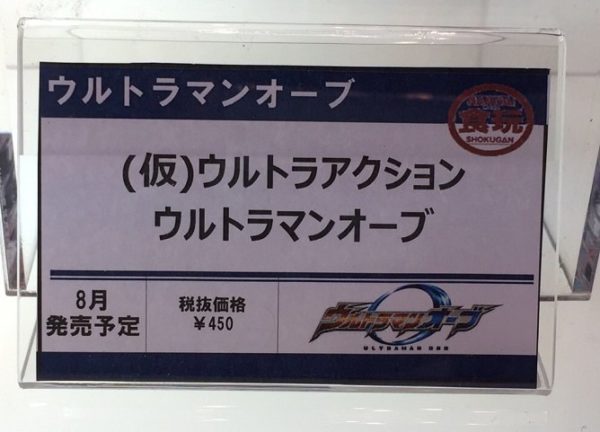 ウルトラマンオーブ
食玩
SHOKUGAN
(仮)ウルトラアクション
ウルトラマンオーブ
8月
発売予定
税抜価格
¥450
ウルトラマンオーブ
ULTRAMAN ORB